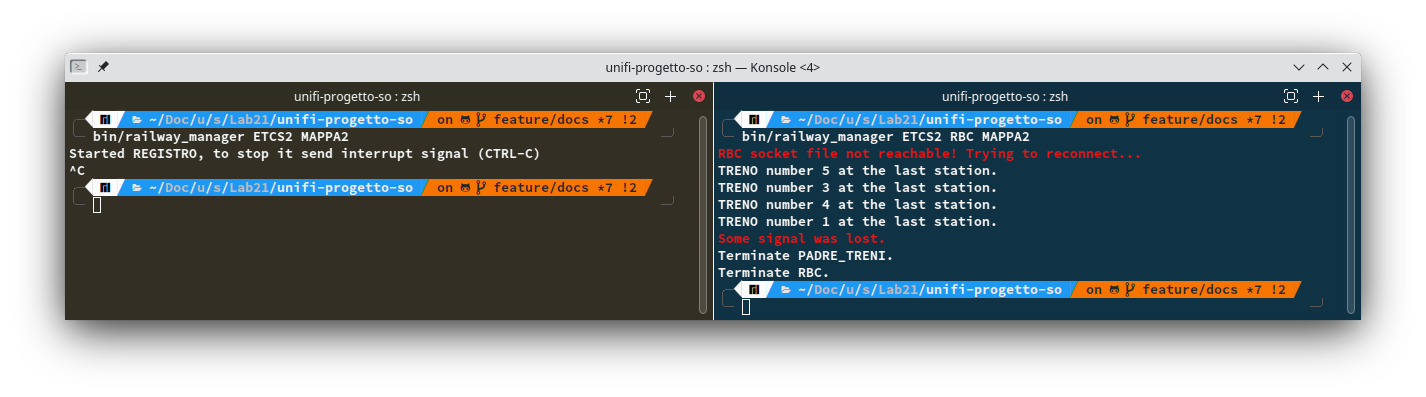 unifi-progetto-so : zsh — Konsole <4>
unifi-progetto-so : zsh
~/Doc/u/s/Lab21/unifi-progetto-so on feature/docs *7 !2
bin/railway_manager ETCS2 MAPPA2
Started REGISTRO, to stop it send interrupt signal (CTRL-C)
^C
~/Doc/u/s/Lab21/unifi-progetto-so on feature/docs *7 !2
unifi-progetto-so : zsh
~/Doc/u/s/Lab21/unifi-progetto-so on feature/docs *7 !2
bin/railway_manager ETCS2 RBC MAPPA2
RBC socket file not reachable! Trying to reconnect...
TRENO number 5 at the last station.
TRENO number 3 at the last station.
TRENO number 4 at the last station.
TRENO number 1 at the last station.
Some signal was lost.
Terminate PADRE_TRENI.
Terminate RBC.
~/Doc/u/s/Lab21/unifi-progetto-so on feature/docs *7 !2